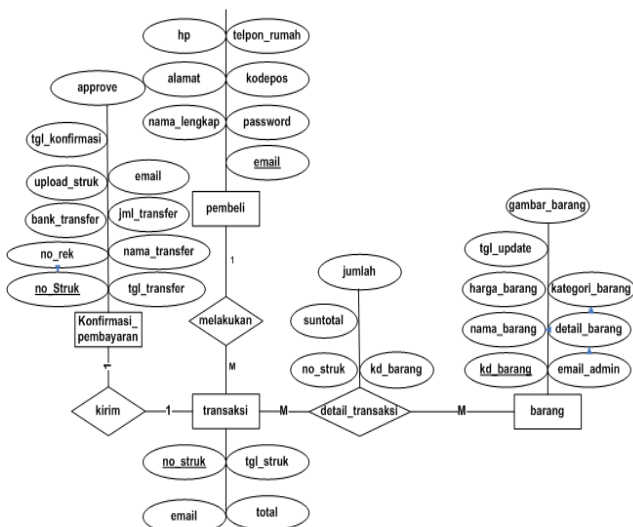 hp
telpon_rumah
alamat
kodepos
nama_lengkap
password
email
pembeli
approve
tgl_konfirmasi
upload_struk
email
bank_transfer
jml_transfer
no_rek
nama_transfer
no_Struk
tgl_transfer
Konfirmasi_
pembayaran
1
melakukan
M
1
kirim
1
transaksi
M
detail_transaksi
M
barang
jumlah
suntotal
no_struk
kd_barang
gambar_barang
tgl_update
harga_barang
kategori_barang
nama_barang
detail_barang
kd_barang
email_admin
no_struk
tgl_struk
email
total